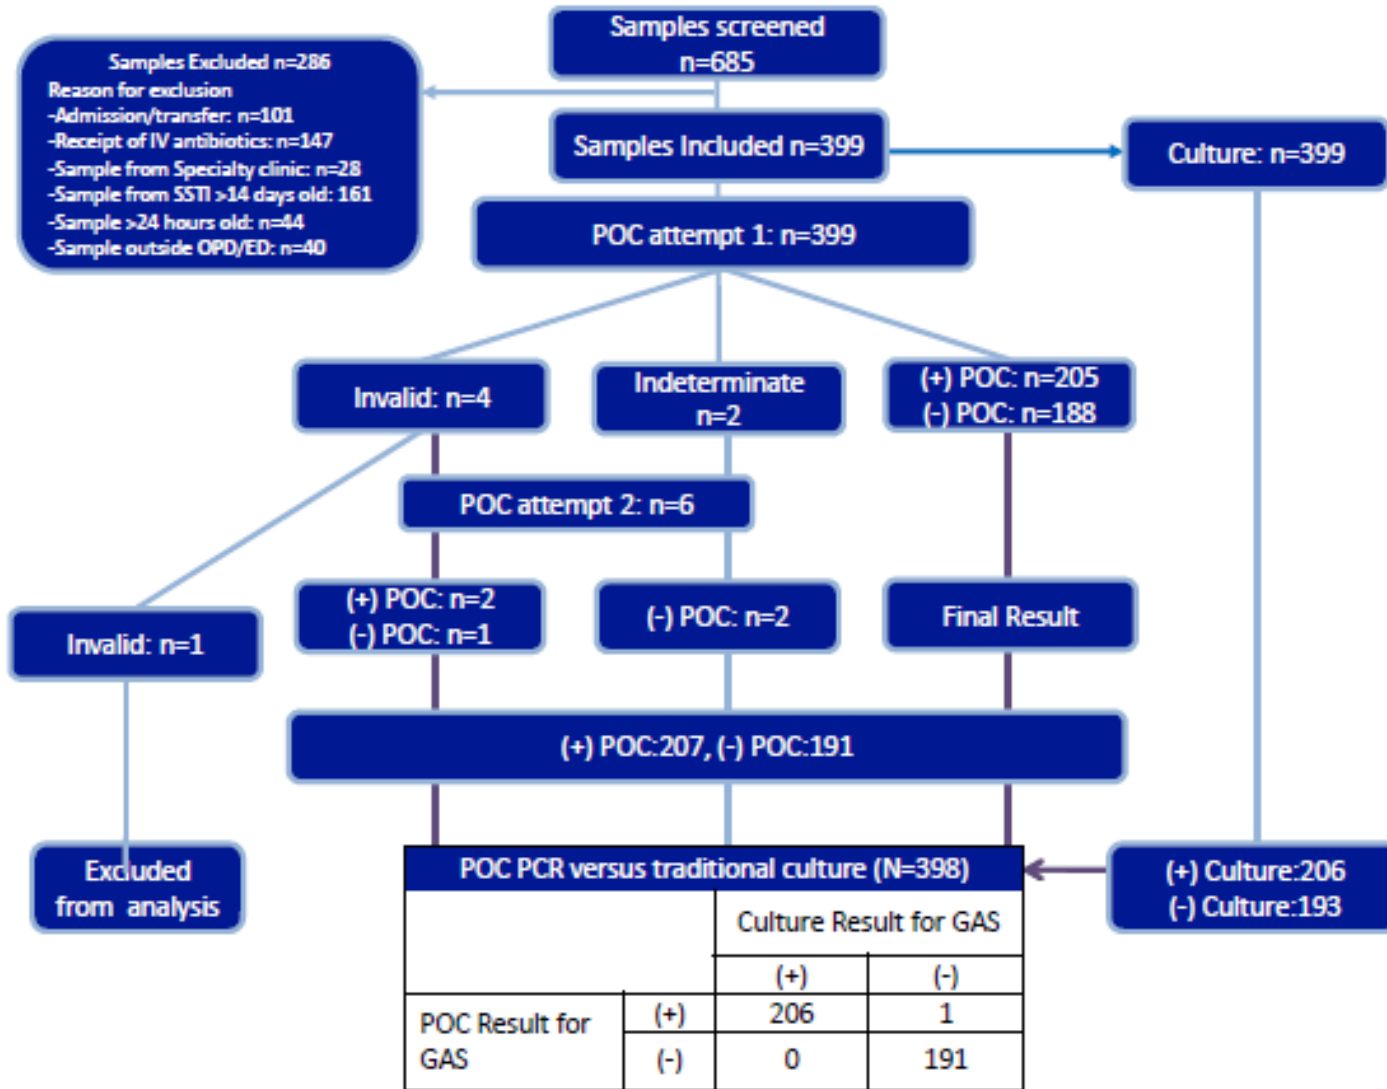 Samples screened
n=685
Samples Excluded n=286
Reason for exclusion
-Admission/transfer: n=101
-Receipt of IV antibiotics: n=147
-Sample from Specialty clinic: n=28
-Sample from SSTI >14 days old: 161
-Sample >24 hours old: n=44
-Sample outside OPD/ED: n=40
Samples Included n=399
Culture: n=399
POC attempt 1: n=399
Invalid: n=4
Indeterminate
n=2
(+) POC: n=205
(-) POC: n=188
POC attempt 2: n=6
Invalid: n=1
(+) POC: n=2
(-) POC: n=1
(-) POC: n=2
Final Result
(+) POC:207, (-) POC:191
Excluded
from analysis
(+) Culture:206
(-) Culture:193
POC PCR versus traditional culture (N=398)
Culture Result for GAS
(+) (-)
POC Result for
GAS
(+) 206 1
(-) 0 191